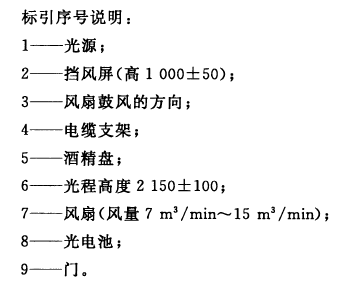 标引序号说明：
1——光源；
2——挡风屏(高 1 000±50)；
3——风扇鼓风的方向；
4——电缆支架；
5——酒精盘；
6——光程高度 2 150±100；
7——风扇(风量 7 m³/min～15 m³/min)；
8——光电池；
9——门。